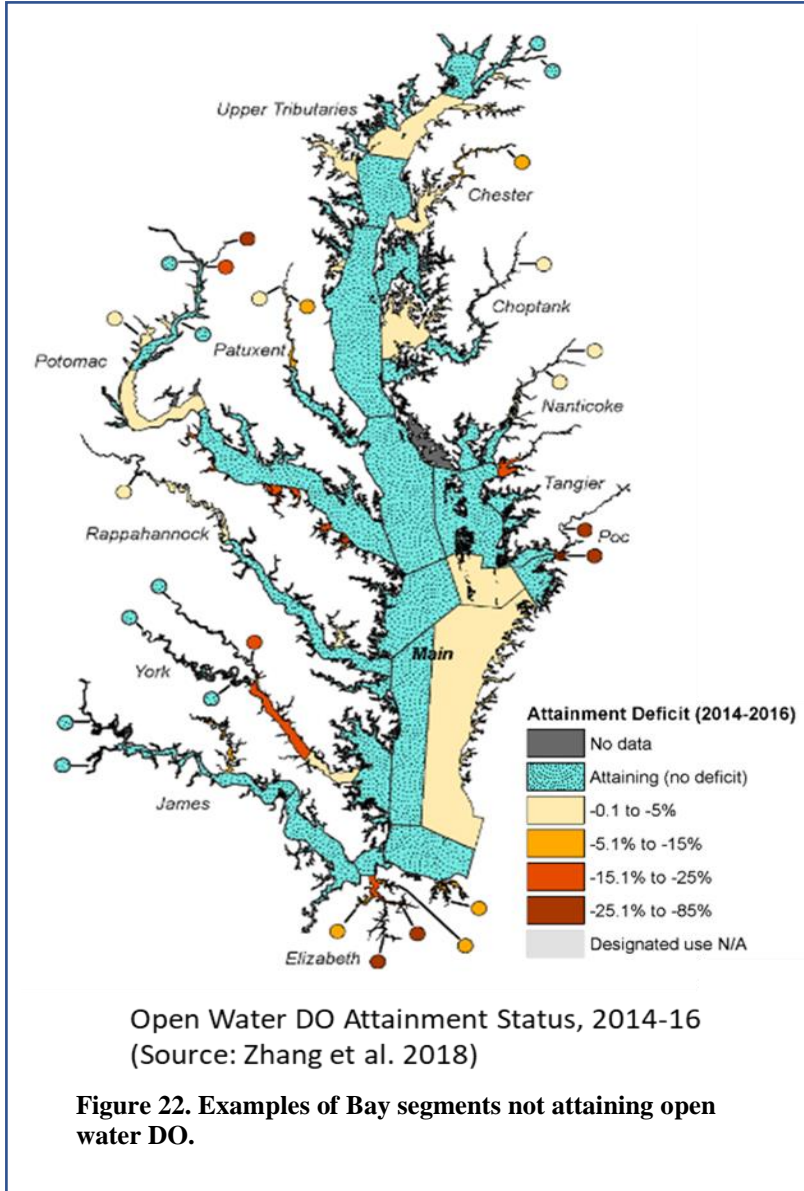 Upper Tributaries
Chester
Choptank
Potomac
Patuxent
Nanticoke
Tangier
Rappahannock
Poc
Main
York
James
Elizabeth
Attainment Deficit (2014-2016)
No data
Attaining (no deficit)
-0.1 to -5%
-5.1% to -15%
-15.1% to -25%
-25.1% to -85%
Designated use N/A
Open Water DO Attainment Status, 2014-16
(Source: Zhang et al. 2018)
Figure 22. Examples of Bay segments not attaining open
water DO.